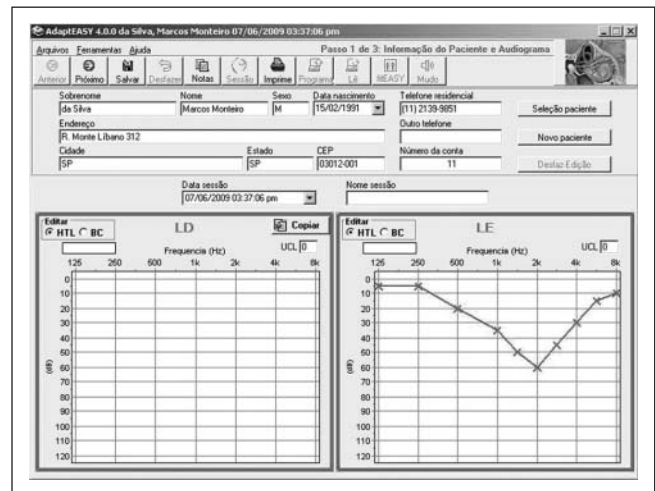 AdaptEASY 4.0.0 da Silva, Marcos Monteiro 07/06/2009 03:37:06 pm
Arquivos Ferramentas Ajuda Passo 1 de 3: Informação do Paciente e Audiograma
Anterior Próximo Salvar Desfazer Notas Sessão Imprime Programa Lê MEASY Mudo
Sobrenome Nome Sexo Data nascimento Telefone residencial
da Silva Marcos Monteiro M 15/02/1991 (11) 2139-9851 Seleção paciente
Endereço Outro telefone
R. Monte Líbano 312 Novo paciente
Cidade Estado CEP Número da conta
SP SP 03012-001 11 Desfaz Edição
Data sessão Nome sessão
07/06/2009 03:37:06 pm
Editar LD Copiar
HTL BC
Frequencia (Hz) UCL 0
125 250 500 1k 2k 4k 8k
0
10
20
30
40
50
(dB) 60
70
80
90
100
110
120
Editar LE
HTL BC
Frequencia (Hz) UCL 0
125 250 500 1k 2k 4k 8k
0
10
20
30
40
50
(dB) 60
70
80
90
100
110
120